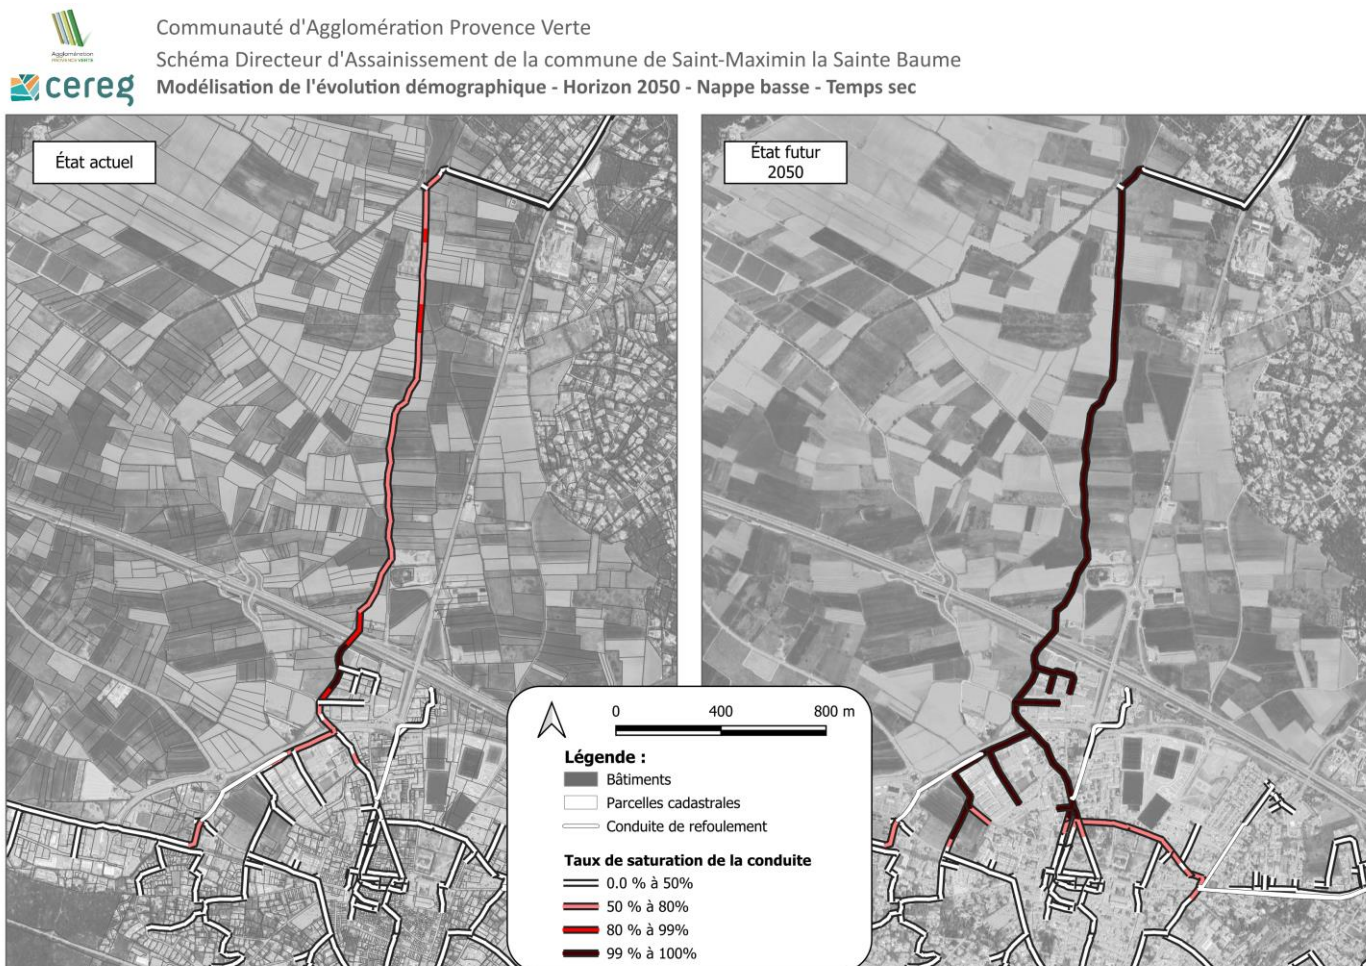 Communauté d'Agglomération Provence Verte
Schéma Directeur d'Assainissement de la commune de Saint-Maximin la Sainte Baume
Modélisation de l'évolution démographique - Horizon 2050 - Nappe basse - Temps sec
Agglomération
PROVENCE VERTE
cereg
État actuel
État futur
2050
0 400 800 m
Légende :
Bâtiments
Parcelles cadastrales
Conduite de refoulement
Taux de saturation de la conduite
0.0 % à 50%
50 % à 80%
80 % à 99%
99 % à 100%